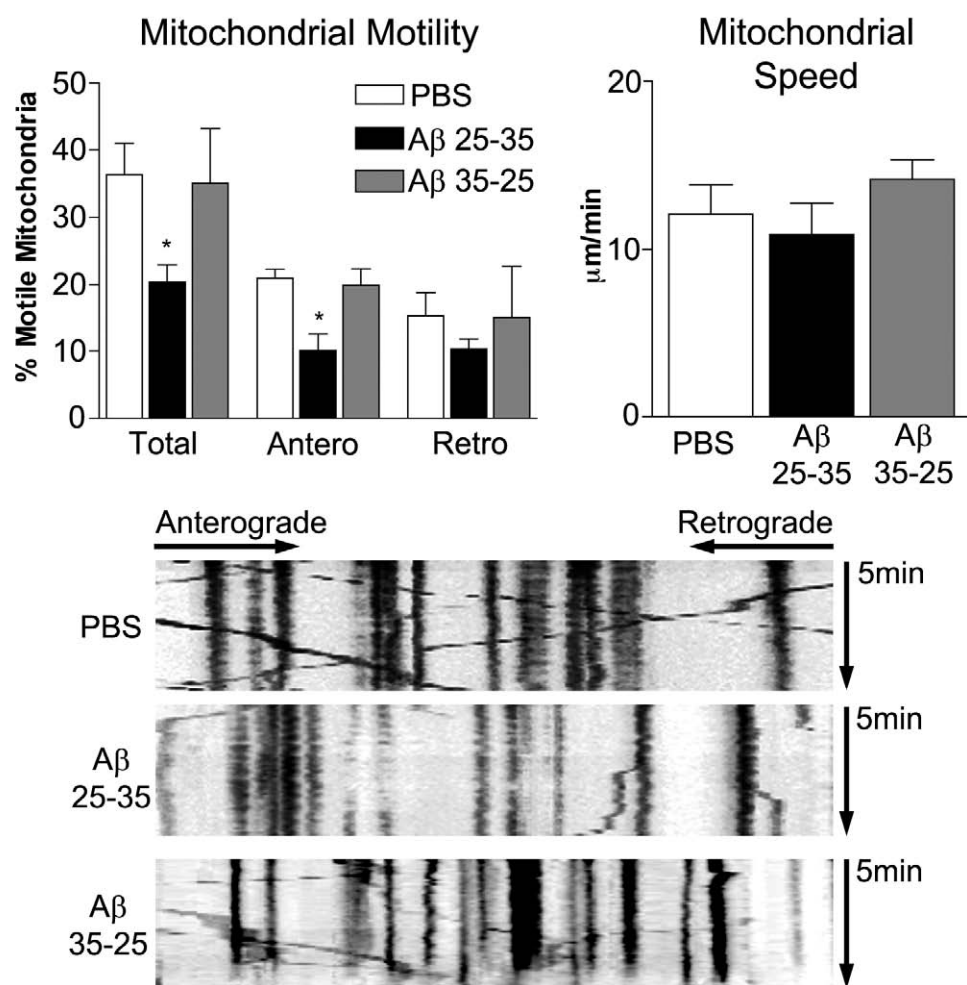 Mitochondrial Motility
% Motile Mitochondria
50
40
30
20
10
0
PBS
Aβ 25-35
Aβ 35-25
*
*
Total
Antero
Retro
Mitochondrial
Speed
μm/min
20
10
0
PBS
Aβ
25-35
Aβ
35-25
Anterograde
Retrograde
PBS
5min
Aβ
25-35
5min
Aβ
35-25
5min